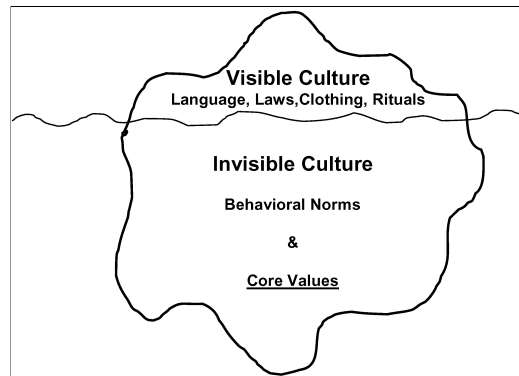 Visible Culture
Language, Laws,Clothing, Rituals
Invisible Culture
Behavioral Norms
&
Core Values